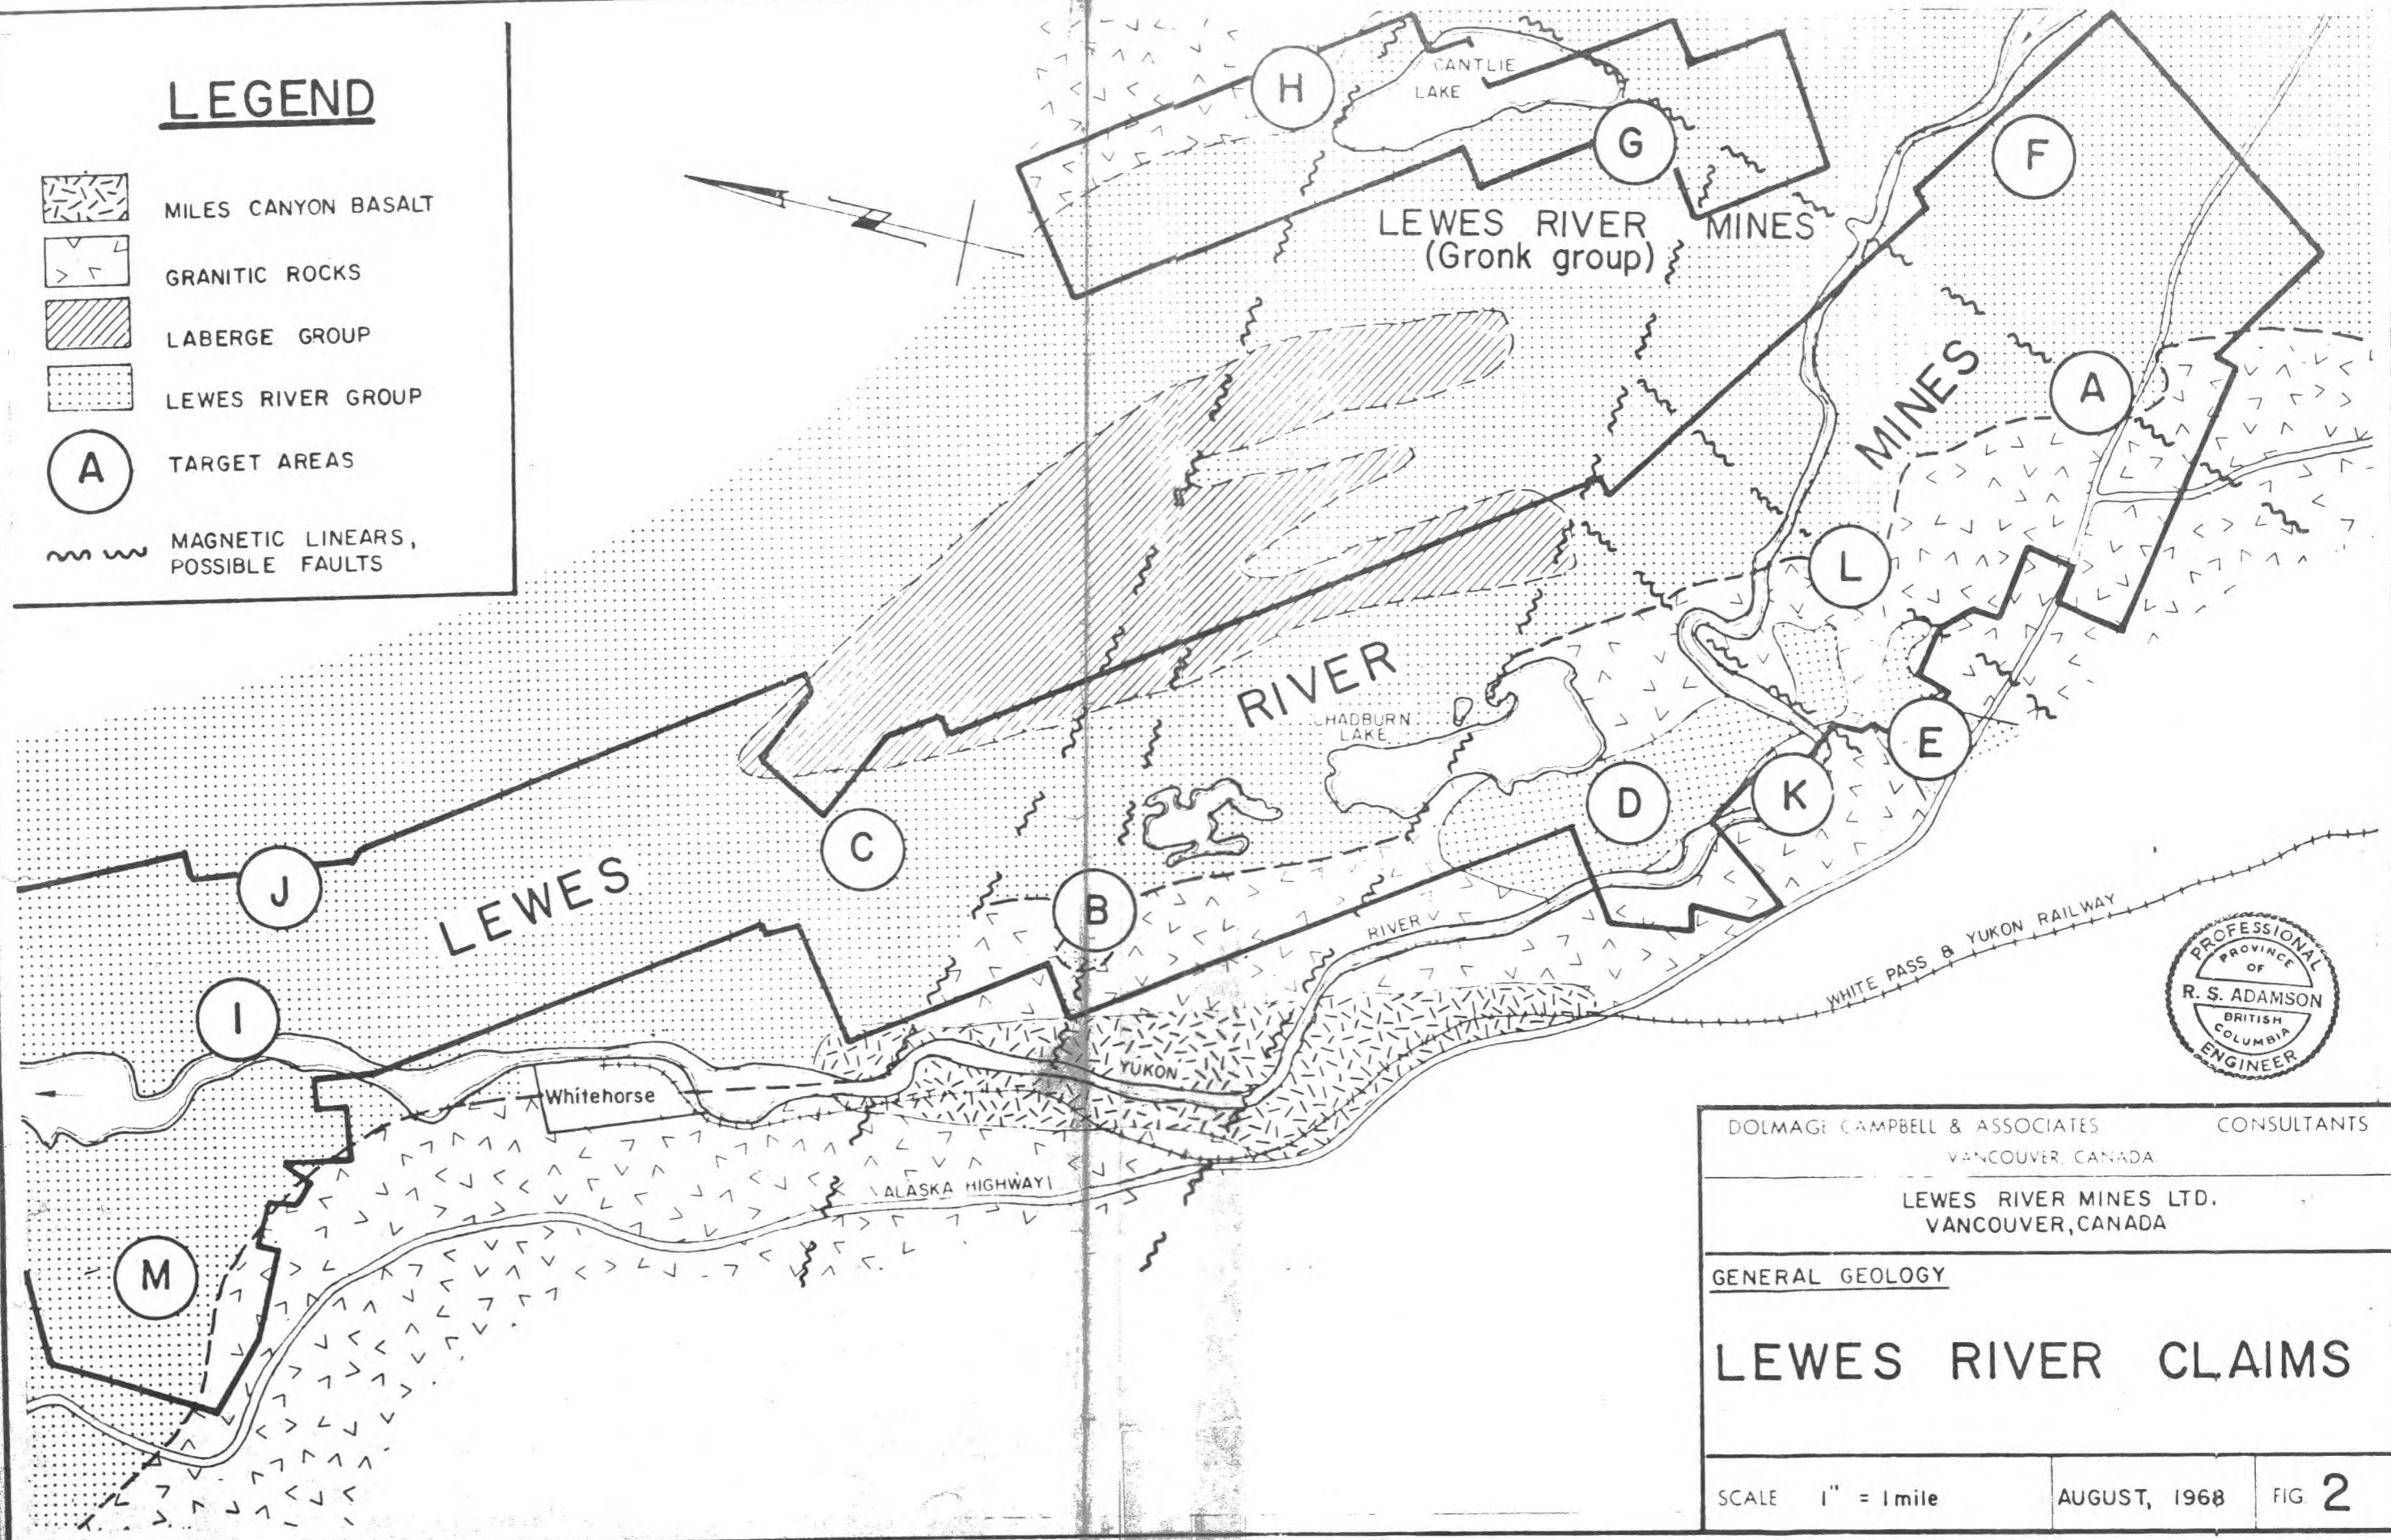 LEGEND
MILES CANYON BASALT
GRANITIC ROCKS
LABERGE GROUP
LEWES RIVER GROUP
A
TARGET AREAS
MAGNETIC LINEARS,
POSSIBLE FAULTS
H
CANTLIE
LAKE
G
F
LEWES RIVER MINES
(Gronk group)
A
MINES
L
RIVER
CHADBURN
LAKE
E
D
K
C
J
LEWES
B
RIVER
I
WHITE PASS & YUKON RAILWAY
YUKON
Whitehorse
ALASKA HIGHWAY
M
PROFESSIONAL
PROVINCE
OF
R. S. ADAMSON
BRITISH
COLUMBIA
ENGINEER
DOLMAGE CAMPBELL & ASSOCIATES CONSULTANTS
VANCOUVER, CANADA
LEWES RIVER MINES LTD.
VANCOUVER, CANADA
GENERAL GEOLOGY
LEWES RIVER CLAIMS
SCALE 1" = 1 mile
AUGUST, 1968
FIG. 2